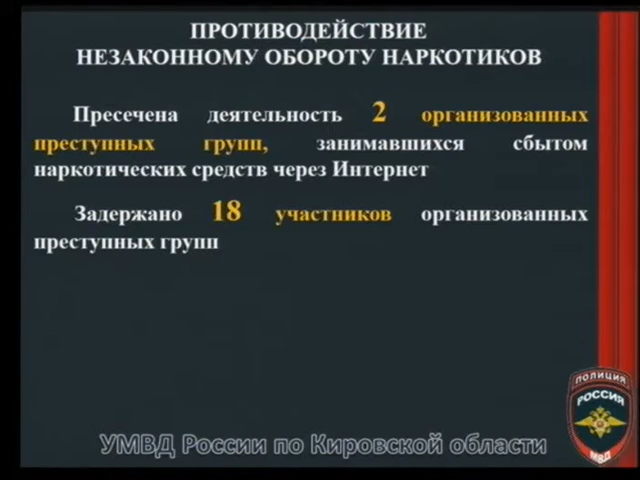 ПРОТИВОДЕЙСТВИЕ
НЕЗАКОННОМУ ОБОРОТУ НАРКОТИКОВ
Пресечена деятельность 2 организованных
преступных групп, занимавшихся сбытом
наркотических средств через Интернет
Задержано 18 участников организованных
преступных групп
ПОЛИЦИЯ
РОССИЯ
МВД
УМВД России по Кировской области